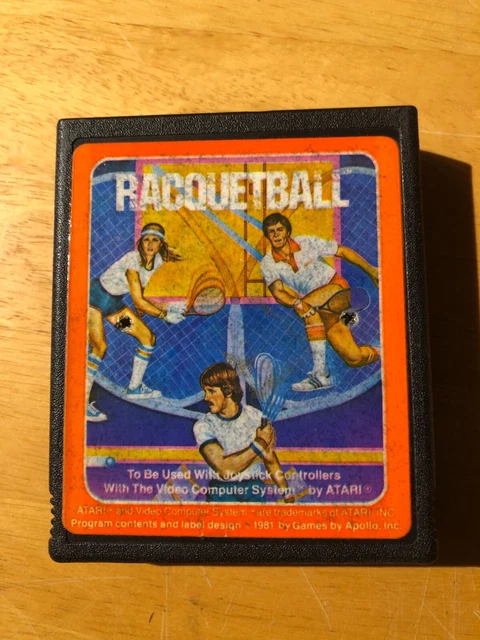 RACQUETBALL
To Be Used With Joystick Controllers
With The Video Computer System™ by ATARI®
ATARI® and Video Computer System™ are trademarks of ATARI, INC.
Program contents and label design © 1981 by Games by Apollo, Inc.